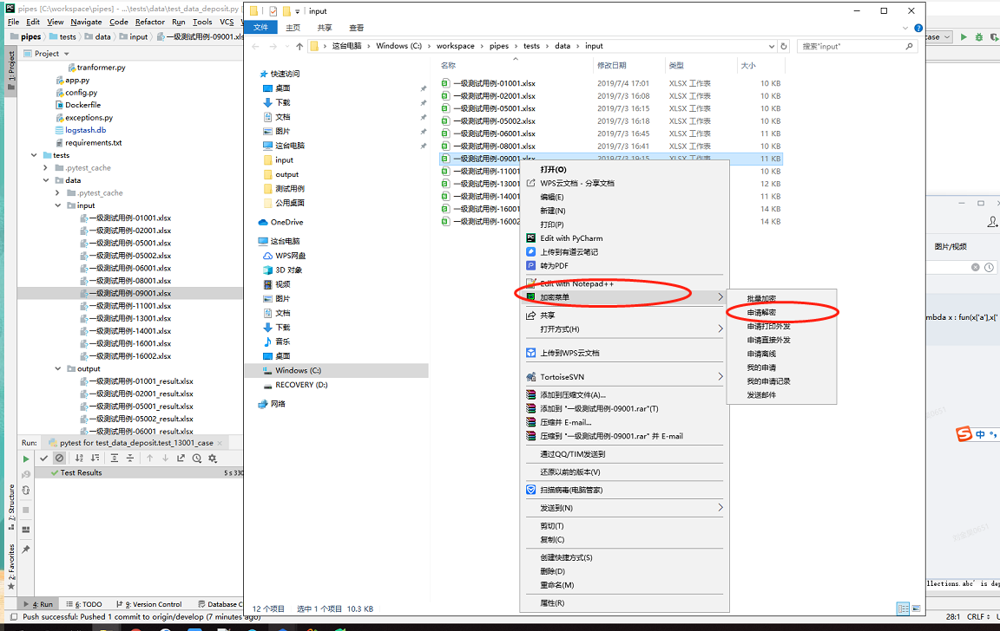 pipes [C:\workspace\pipes] - ...\tests\data\test_data_deposit.py
File Edit View Navigate Code Refactor Run Tools VCS
pipes tests data input 一级测试用例-09001.xlsx
1: Project
Project
tranformer.py
app.py
config.py
Dockerfile
exceptions.py
logstash.db
requirements.txt
tests
.pytest_cache
data
.pytest_cache
input
一级测试用例-01001.xlsx
一级测试用例-02001.xlsx
一级测试用例-05001.xlsx
一级测试用例-05002.xlsx
一级测试用例-06001.xlsx
一级测试用例-08001.xlsx
一级测试用例-09001.xlsx
一级测试用例-11001.xlsx
一级测试用例-13001.xlsx
一级测试用例-14001.xlsx
一级测试用例-16001.xlsx
一级测试用例-16002.xlsx
output
一级测试用例-01001_result.xlsx
一级测试用例-02001_result.xlsx
一级测试用例-05001_result.xlsx
一级测试用例-05002_result.xlsx
一级测试用例-06001_result.xlsx
Run: pytest for test_data_deposit.test_13001_case
Test Results 5 s 330
Z: Structure
2: Favorites
4: Run 6: TODO 9: Version Control Database C
Push successful: Pushed 1 commit to origin/develop (7 minutes ago)
input
文件 主页 共享 查看
这台电脑 Windows (C:) workspace pipes tests data input
搜索"input"
快速访问
桌面
下载
文档
图片
这台电脑
input
output
测试用例
公用桌面
OneDrive
这台电脑
WPS网盘
3D 对象
视频
图片
文档
下载
音乐
桌面
Windows (C:)
RECOVERY (D:)
网络
名称 修改日期 类型 大小
一级测试用例-01001.xlsx 2019/7/4 17:01 XLSX 工作表 10 KB
一级测试用例-02001.xlsx 2019/7/3 16:08 XLSX 工作表 10 KB
一级测试用例-05001.xlsx 2019/7/3 16:15 XLSX 工作表 10 KB
一级测试用例-05002.xlsx 2019/7/3 16:18 XLSX 工作表 10 KB
一级测试用例-06001.xlsx 2019/7/3 16:45 XLSX 工作表 11 KB
一级测试用例-08001.xlsx 2019/7/3 16:41 XLSX 工作表 10 KB
一级测试用例-09001.xlsx 2019/7/3 19:15 XLSX 工作表 11 KB
一级测试用例-11001 10 KB
一级测试用例-13001 12 KB
一级测试用例-14001 11 KB
一级测试用例-16001 14 KB
一级测试用例-16002 14 KB
打开(O)
WPS云文档 - 分享文档
编辑(E)
新建(N)
打印(P)
Edit with PyCharm
上传到有道云笔记
转为PDF
Edit with Notepad++
加密菜单
共享
打开方式(H)
上传到WPS云文档
TortoiseSVN
添加到压缩文件(A)...
添加到 "一级测试用例-09001.rar"(T)
压缩并 E-mail...
压缩到 "一级测试用例-09001.rar" 并 E-mail
通过QQ/TIM发送到
还原以前的版本(V)
扫描病毒(电脑管家)
发送到(N)
剪切(T)
复制(C)
创建快捷方式(S)
删除(D)
重命名(M)
属性(R)
批量加密
申请解密
申请打印外发
申请直接外发
申请离线
我的申请
我的申请记录
发送邮件
12 个项目 选中 1 个项目 10.3 KB
case
图片/视频
mbda x : fun(x['a'],x['
中
llections.abc' is dep
28:1 CRLF